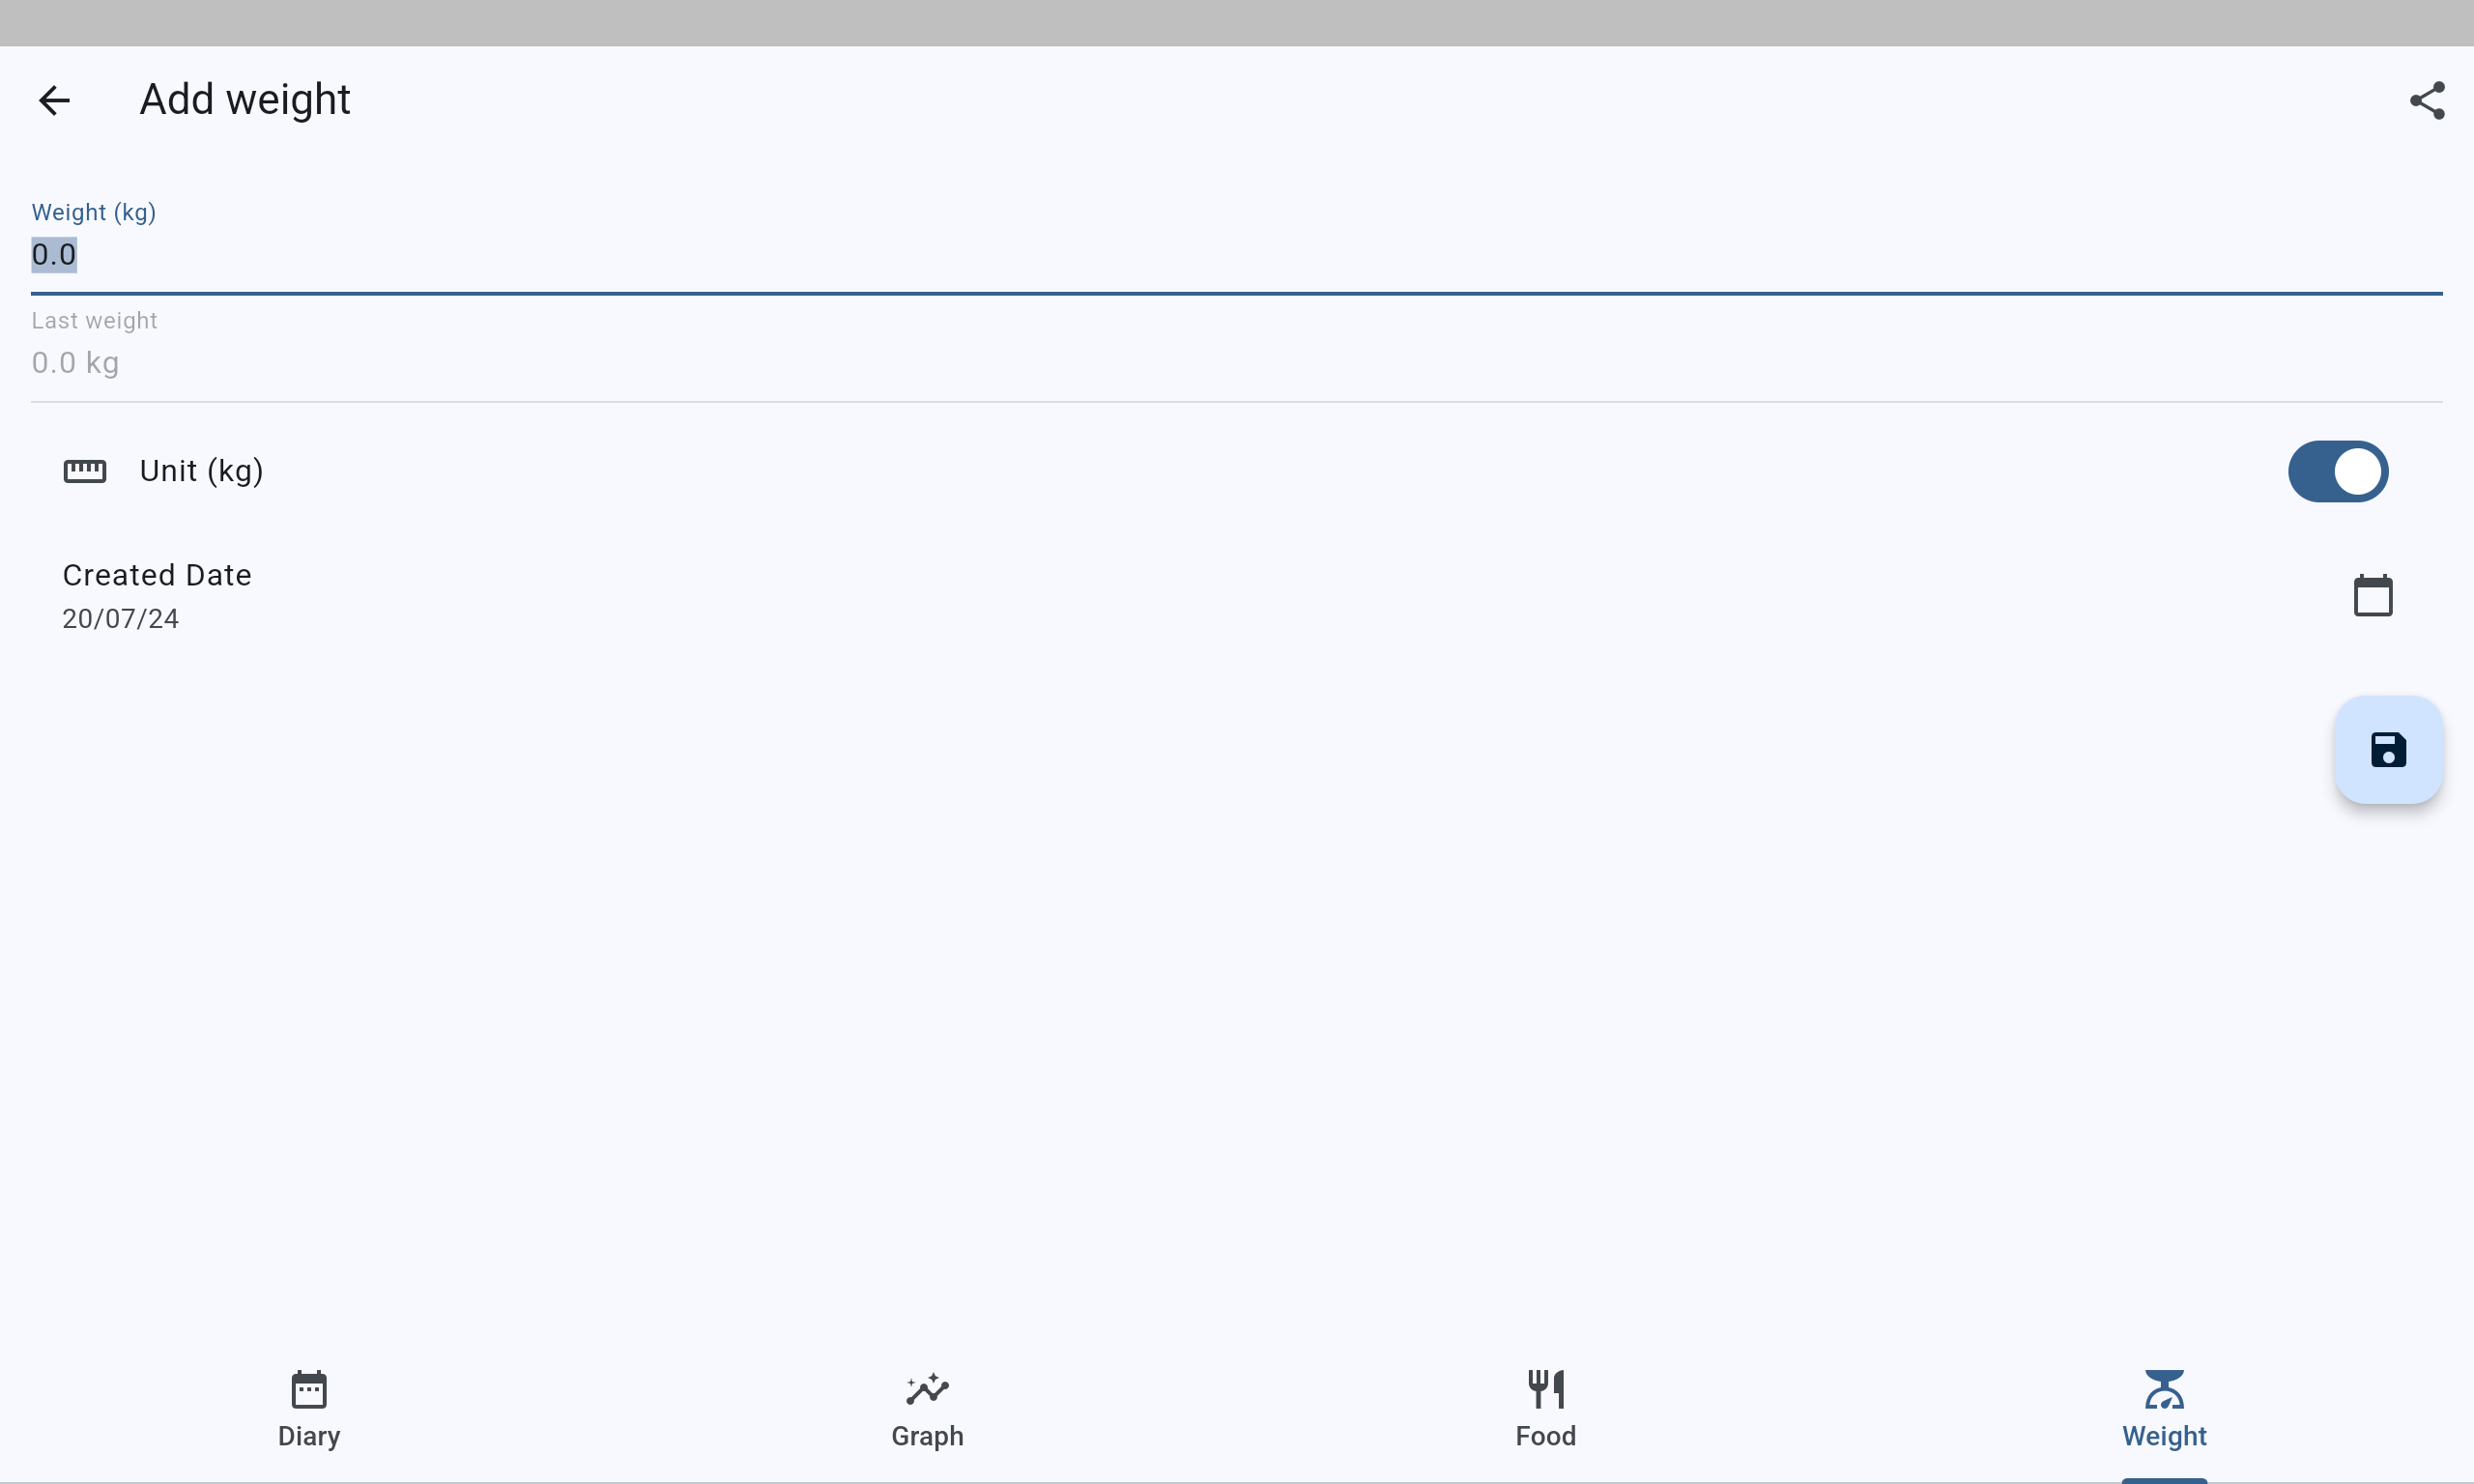 Add weight
Weight (kg)
0.0
Last weight
0.0 kg
Unit (kg)
Created Date
20/07/24
Diary
Graph
Food
Weight